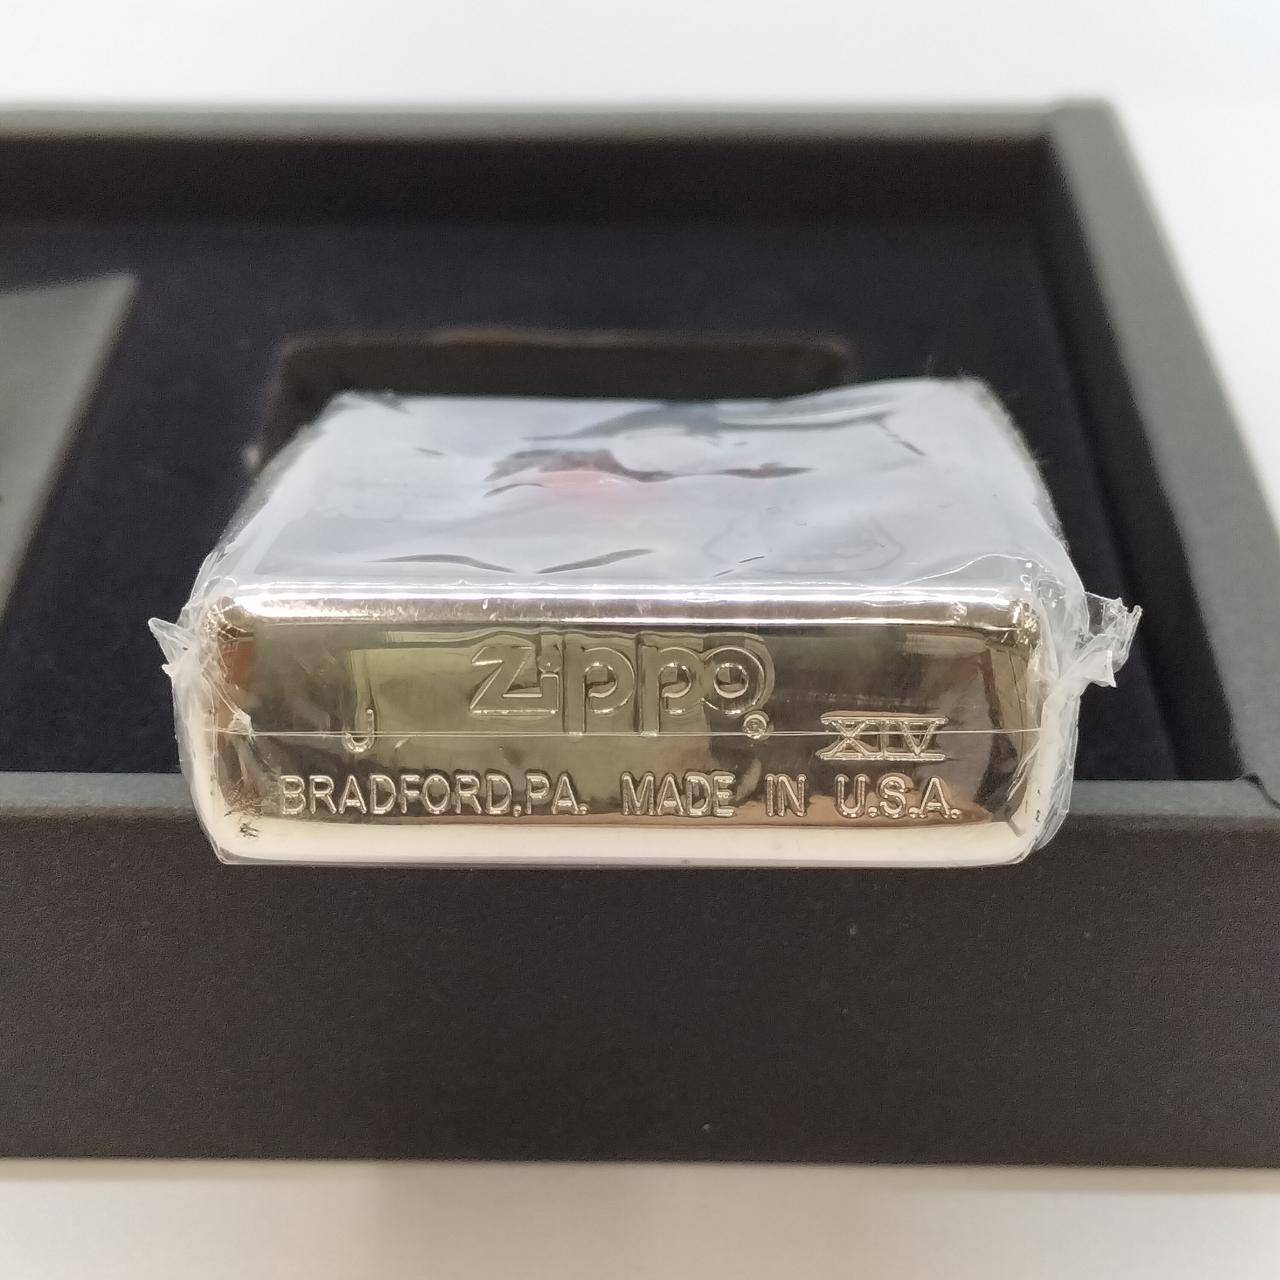 Zippo®
J XIV
BRADFORD,PA. MADE IN U.S.A.